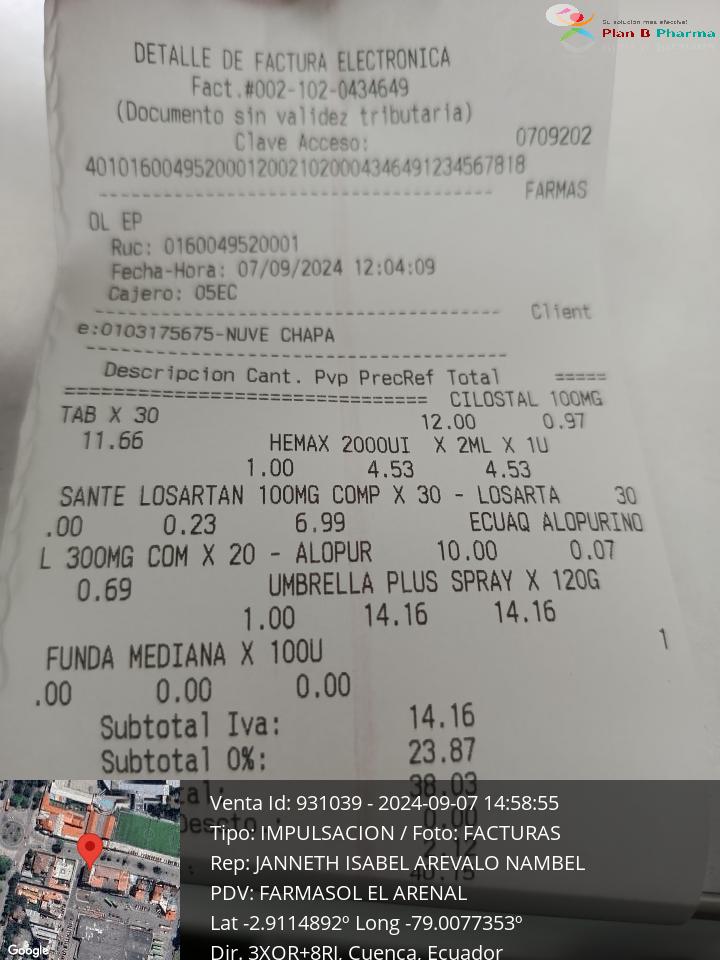 Su solución más efectiva!
Plan B Pharma
DETALLE DE FACTURA ELECTRONICA
Fact.#002-102-0434649
(Documento sin validez tributaria)
Clave Acceso: 0709202
401016004952000120021020004346491234567818
------------------------------------- FARMAS
OL EP
Ruc: 0160049520001
Fecha-Hora: 07/09/2024 12:04:09
Cajero: 05EC
------------------------------------- Client
e:0103175675-NUVE CHAPA
-------------------------------------
Descripcion Cant. Pvp PrecRef Total =====
================================ CILOSTAL 100MG
TAB X 30 12.00 0.97
11.66 HEMAX 2000UI X 2ML X 1U
1.00 4.53 4.53
SANTE LOSARTAN 100MG COMP X 30 - LOSARTA 30
.00 0.23 6.99 ECUAQ ALOPURINO
L 300MG COM X 20 - ALOPUR 10.00 0.07
0.69 UMBRELLA PLUS SPRAY X 120G
1.00 14.16 14.16
FUNDA MEDIANA X 100U 1
.00 0.00 0.00
Subtotal Iva: 14.16
Subtotal 0%: 23.87
38.03
Venta Id: 931039 - 2024-09-07 14:58:55
Tipo: IMPULSACION / Foto: FACTURAS
Rep: JANNETH ISABEL AREVALO NAMBEL
PDV: FARMASOL EL ARENAL
Lat -2.9114892º Long -79.0077353º
Dir. 3XQR+8RJ, Cuenca, Ecuador
Google